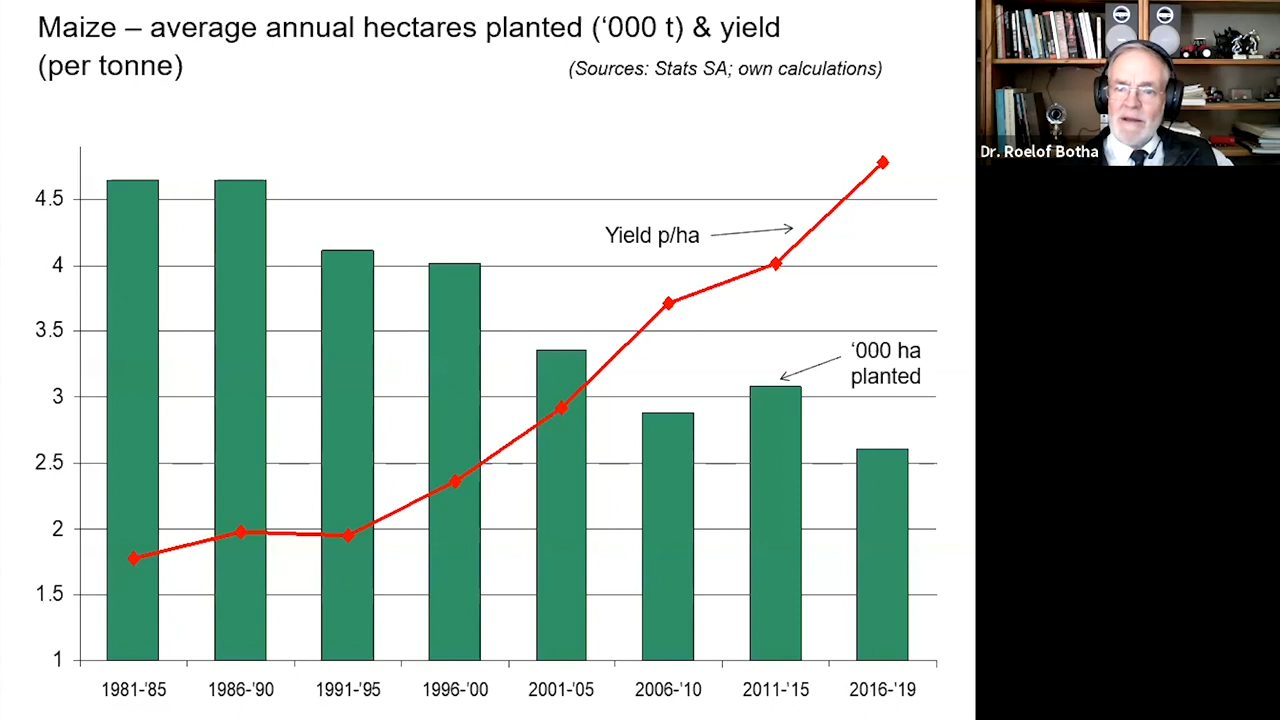 Maize – average annual hectares planted (‘000 t) & yield
(per tonne)
(Sources: Stats SA; own calculations)
Dr. Roelof Botha
4.5
4
3.5
3
2.5
2
1.5
1
Yield p/ha
‘000 ha
planted
1981-'85
1986-'90
1991-'95
1996-'00
2001-'05
2006-'10
2011-'15
2016-'19